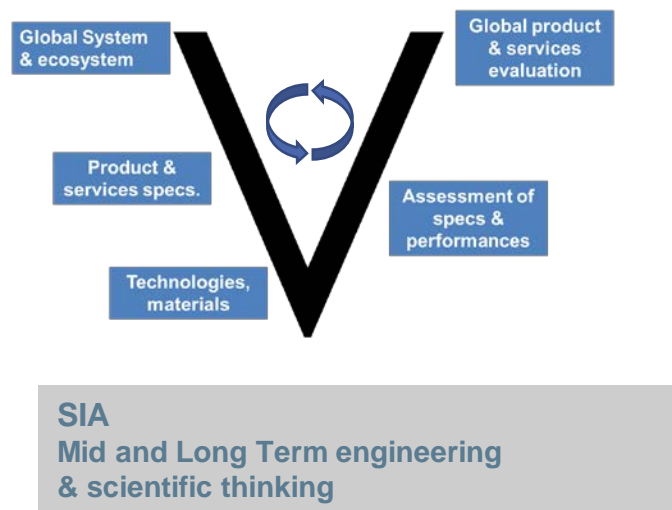 Global System
& ecosystem
Global product
& services
evaluation
Product &
services specs.
Assessment of
specs &
performances
Technologies,
materials
SIA
Mid and Long Term engineering
& scientific thinking